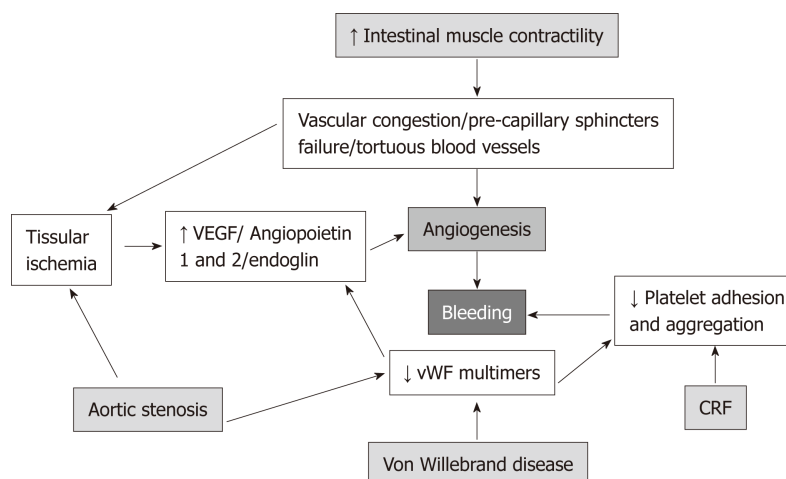 ↑ Intestinal muscle contractility
Vascular congestion/pre-capillary sphincters
failure/tortuous blood vessels
Tissular
ischemia
↑ VEGF/ Angiopoietin
1 and 2/endoglin
Angiogenesis
Bleeding
↓ Platelet adhesion
and aggregation
↓ vWF multimers
Aortic stenosis
CRF
Von Willebrand disease